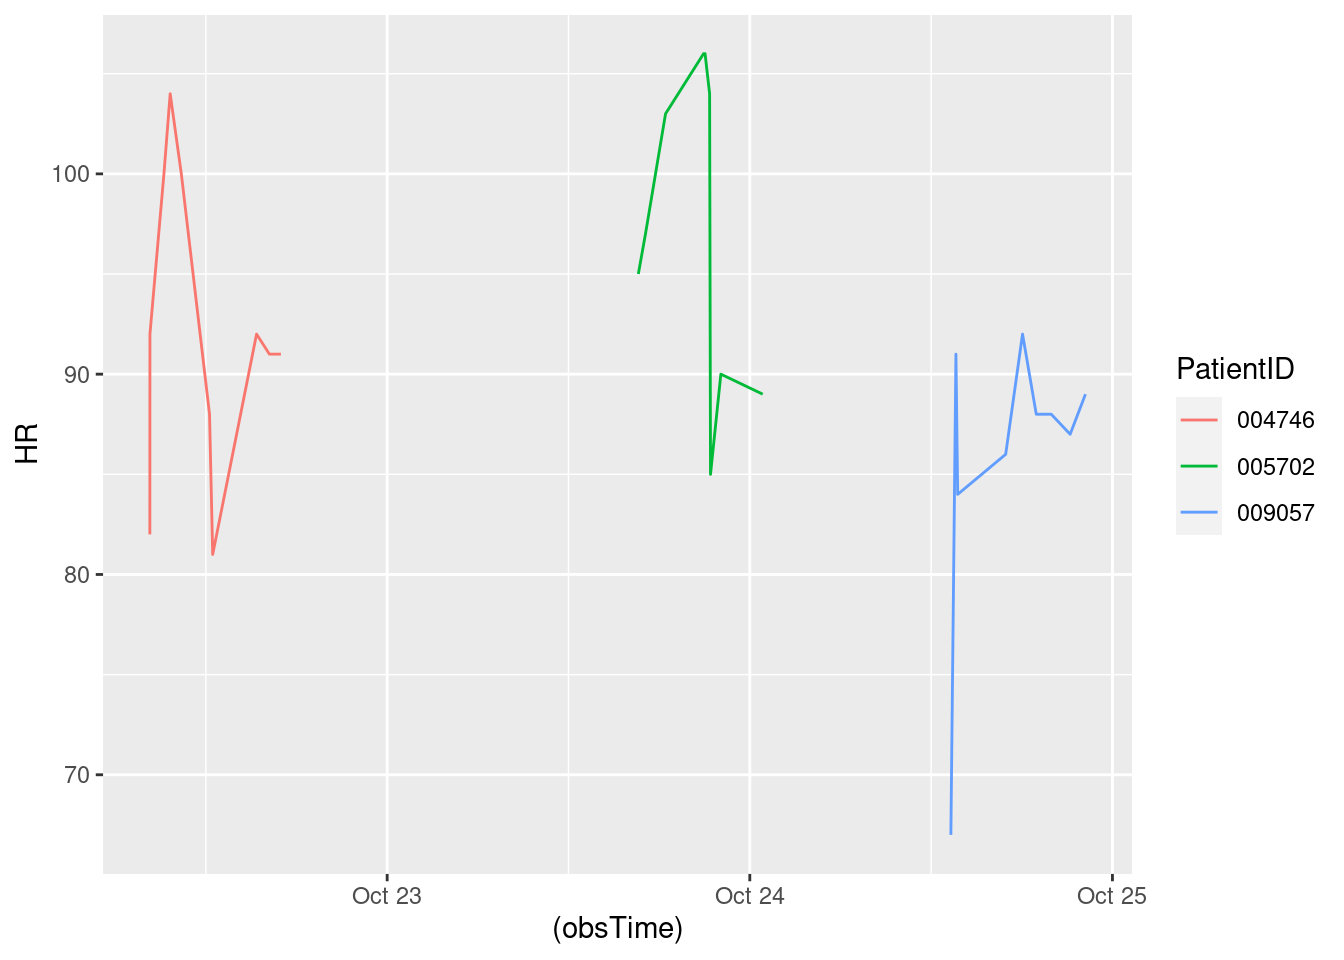 HR
100
90
80
70
Oct 23
Oct 24
Oct 25
(obsTime)
PatientID
004746
005702
009057